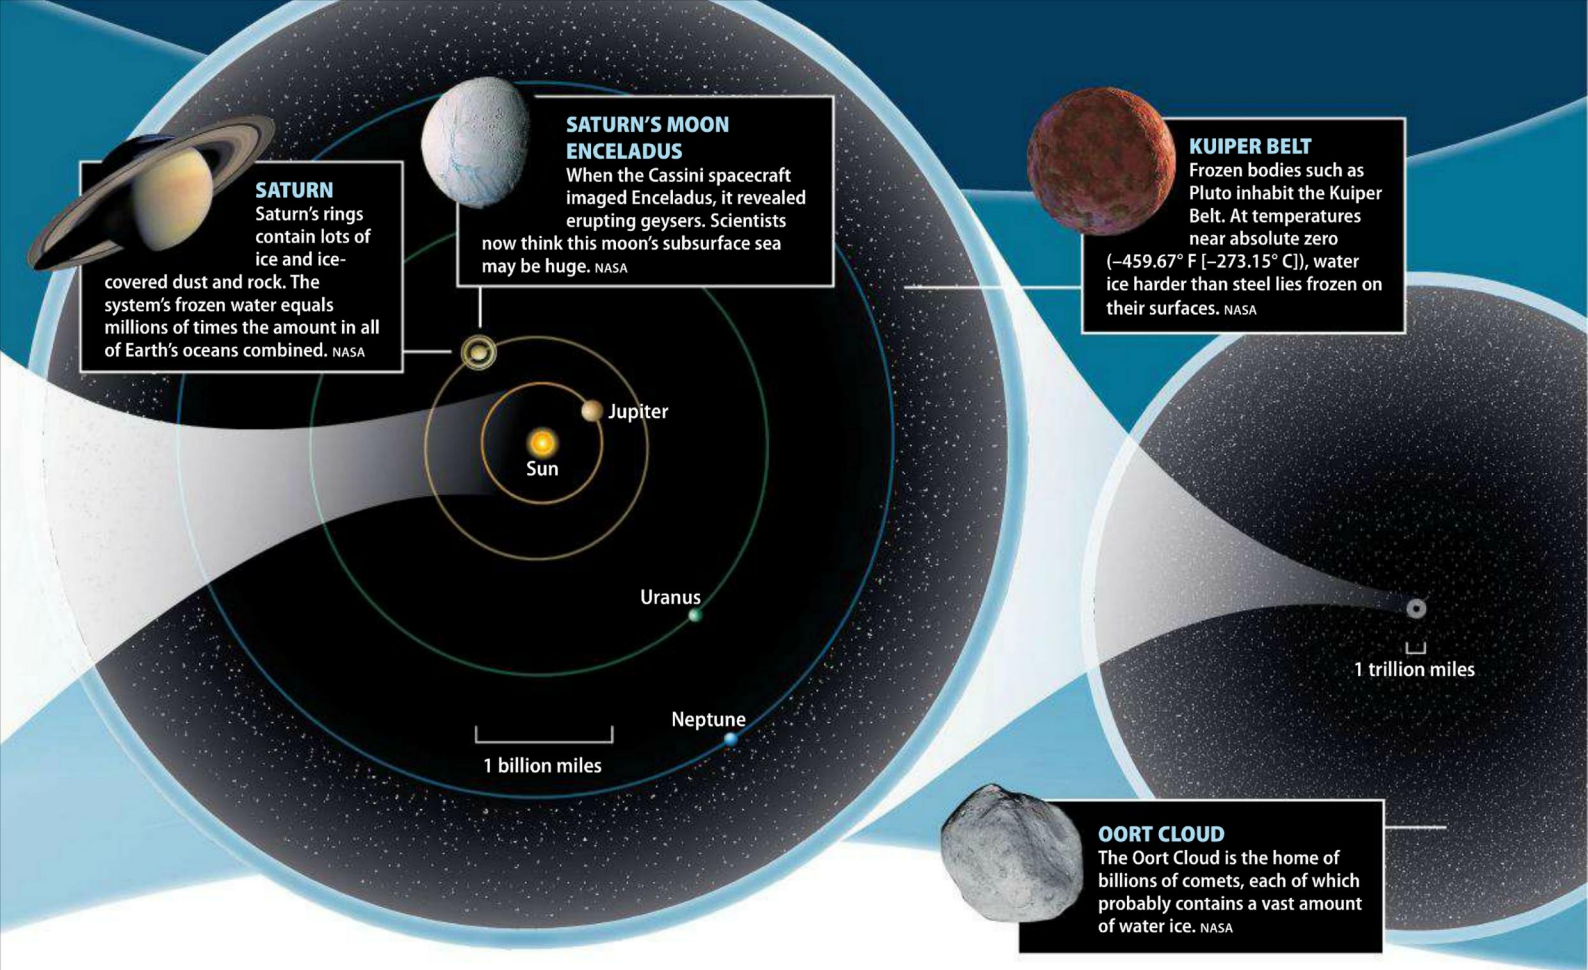 SATURN
Saturn's rings
contain lots of
ice and ice-
covered dust and rock. The
system's frozen water equals
millions of times the amount in all
of Earth's oceans combined. NASA
SATURN'S MOON
ENCELADUS
When the Cassini spacecraft
imaged Enceladus, it revealed
erupting geysers. Scientists
now think this moon's subsurface sea
may be huge. NASA
KUIPER BELT
Frozen bodies such as
Pluto inhabit the Kuiper
Belt. At temperatures
near absolute zero
(–459.67° F [–273.15° C]), water
ice harder than steel lies frozen on
their surfaces. NASA
Jupiter
Sun
Uranus
Neptune
1 billion miles
1 trillion miles
OORT CLOUD
The Oort Cloud is the home of
billions of comets, each of which
probably contains a vast amount
of water ice. NASA